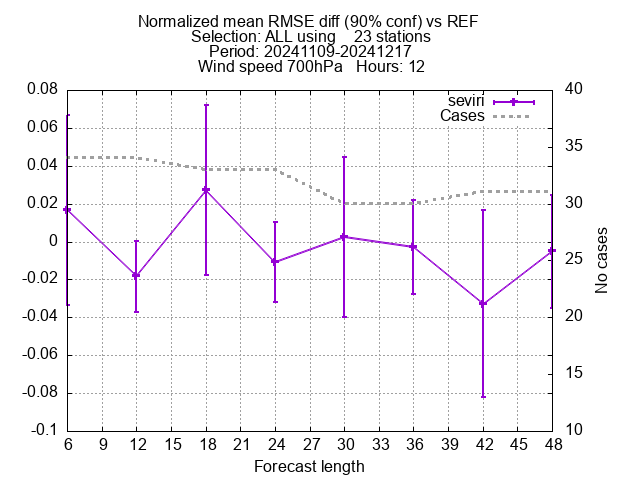 Normalized mean RMSE diff (90% conf) vs REF
Selection: ALL using    23 stations
Period: 20241109-20241217
Wind speed 700hPa   Hours: 12
seviri
Cases
0.08
0.06
0.04
0.02
0
-0.02
-0.04
-0.06
-0.08
-0.1
40
35
30
25
20
15
10
No cases
6 9 12 15 18 21 24 27 30 33 36 39 42 45 48
Forecast length